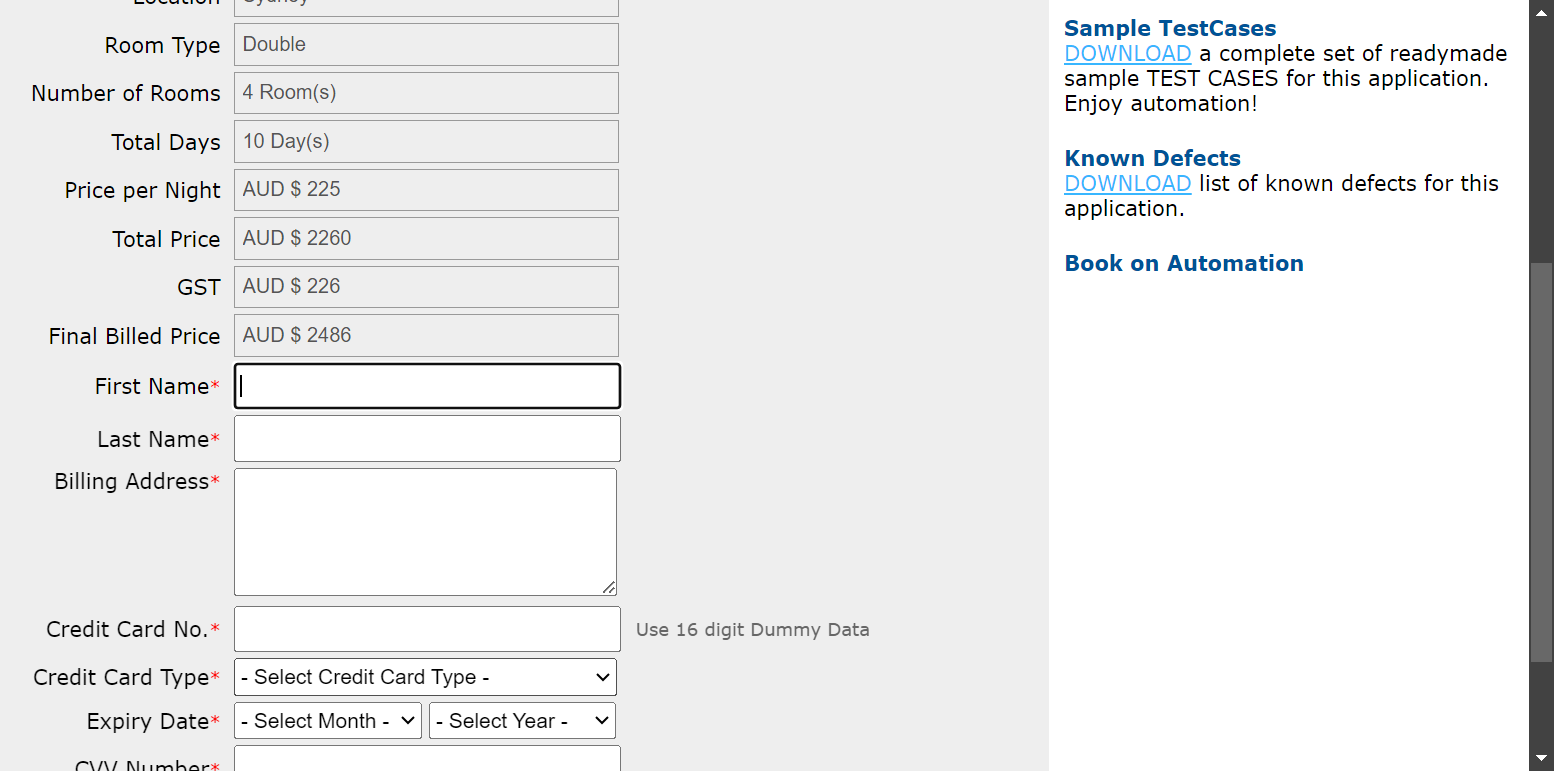 Location Sydney
Room Type Double
Number of Rooms 4 Room(s)
Total Days 10 Day(s)
Price per Night AUD $ 225
Total Price AUD $ 2260
GST AUD $ 226
Final Billed Price AUD $ 2486
First Name*
Last Name*
Billing Address*
Credit Card No.* Use 16 digit Dummy Data
Credit Card Type* - Select Credit Card Type -
Expiry Date* - Select Month - - Select Year -
CVV Number*
Sample TestCases
DOWNLOAD a complete set of readymade
sample TEST CASES for this application.
Enjoy automation!
Known Defects
DOWNLOAD list of known defects for this
application.
Book on Automation